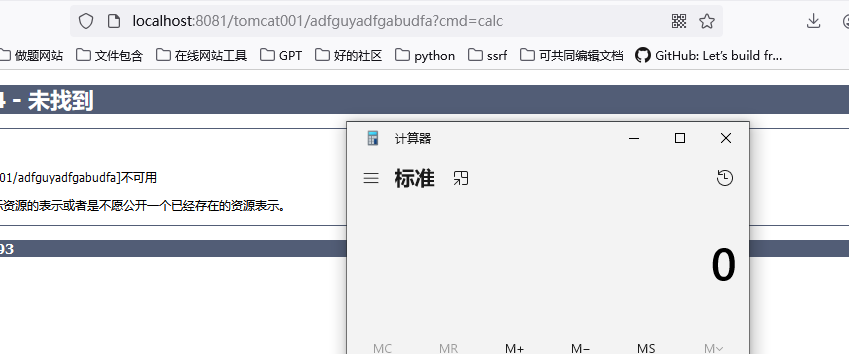 localhost:8081/tomcat001/adfguyadfgabudfa?cmd=calc
做题网站 文件包含 在线网站工具 GPT 好的社区 python ssrf 可共同编辑文档 GitHub: Let's build fr...
4 - 未找到
计算器
01/adfguyadfgabudfa]不可用
标准
示资源的表示或者是不愿公开一个已经存在的资源表示。
93
0
MC MR M+ M− MS M